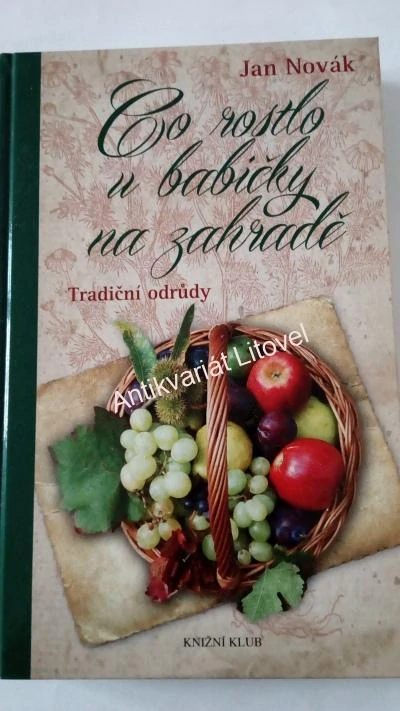 Jan Novák
Co rostlo
u babičky
na zahradě
Tradiční odrůdy
Antikvariát Litovel
KNIŽNÍ KLUB